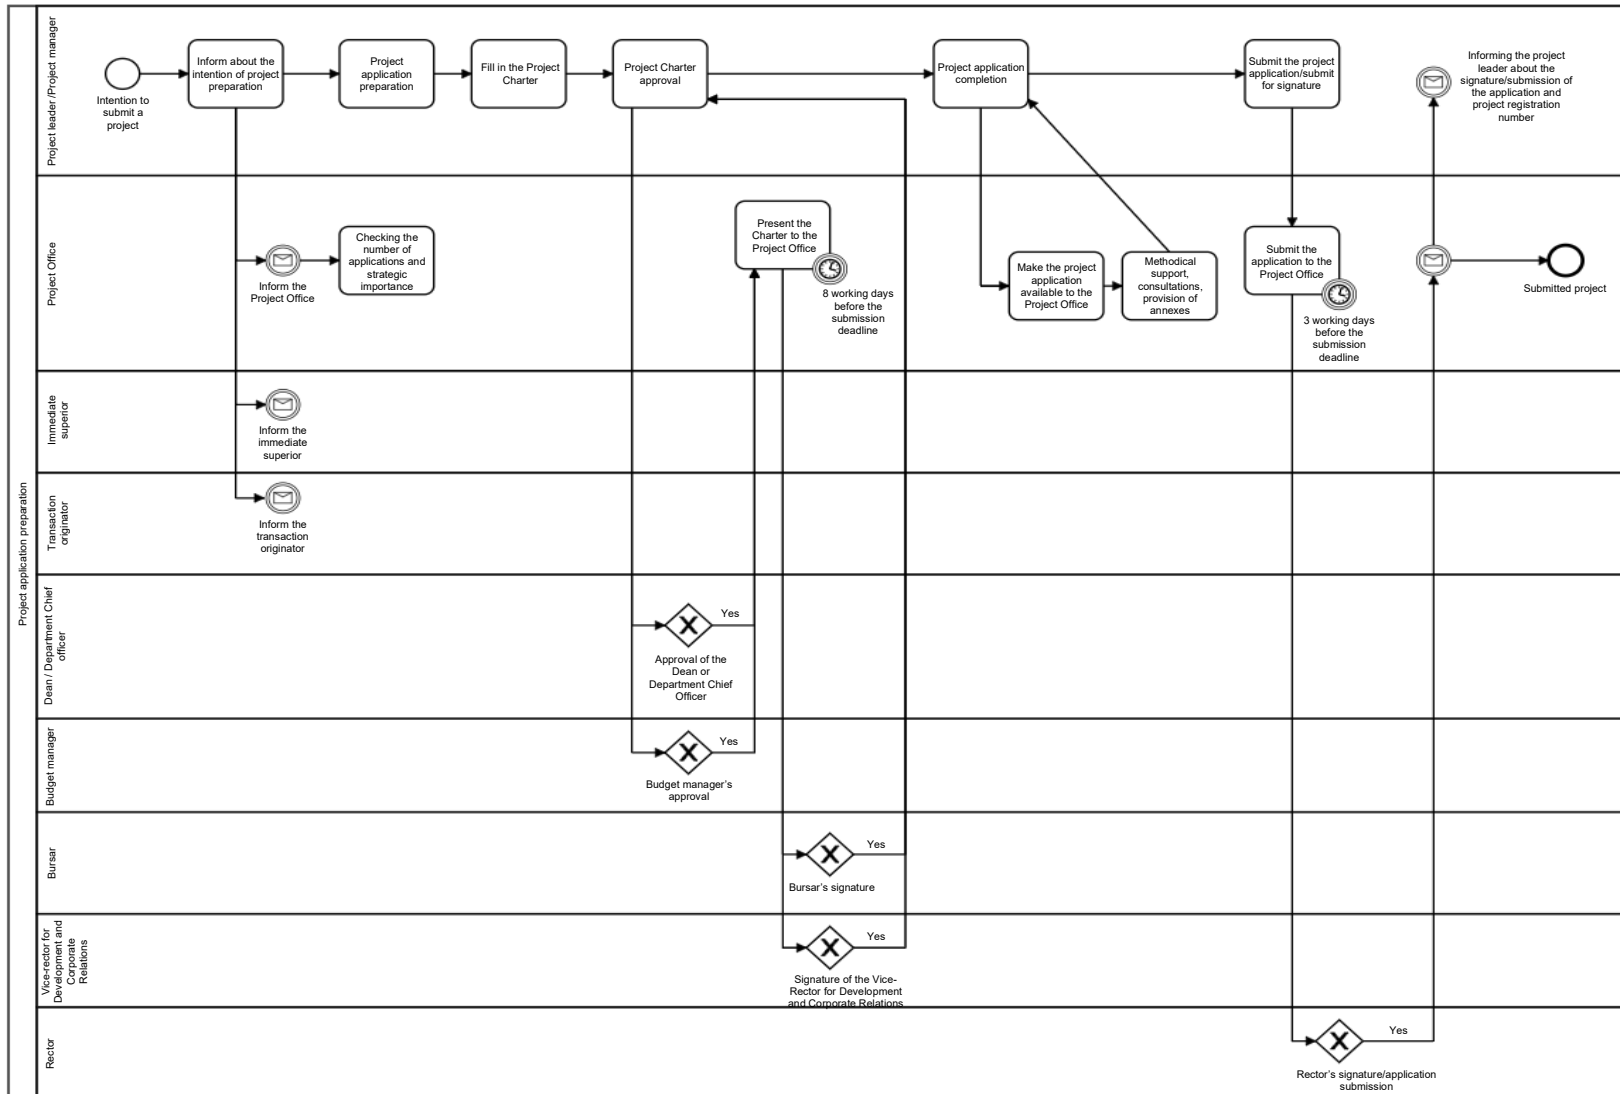 Project application preparation
Project leader /Project manager
Intention to
submit a
project
Inform about the
intention of project
preparation
Project
application
preparation
Fill in the Project
Charter
Project Charter
approval
Project application
completion
Submit the project
application/submit
for signature
Informing the project
leader about the
signature/submission of
the application and
project registration
number
Project Office
Inform the
Project Office
Checking the
number of
applications and
strategic
importance
Present the
Charter to the
Project Office
8 working days
before the
submission
deadline
Make the project
application
available to the
Project Office
Methodical
support,
consultations,
provision of
annexes
Submit the
application to the
Project Office
3 working days
before the
submission
deadline
Submitted project
Immediate
superior
Inform the
immediate
superior
Transaction
originator
Inform the
transaction
originator
Dean / Department Chief
officer
Yes
Approval of the
Dean or
Department Chief
Officer
Budget manager
Yes
Budget manager's
approval
Bursar
Yes
Bursar's signature
Vice-rector for
Development and
Corporate
Relations
Yes
Signature of the Vice-
Rector for Development
and Corporate Relations
Rector
Yes
Rector's signature/application
submission